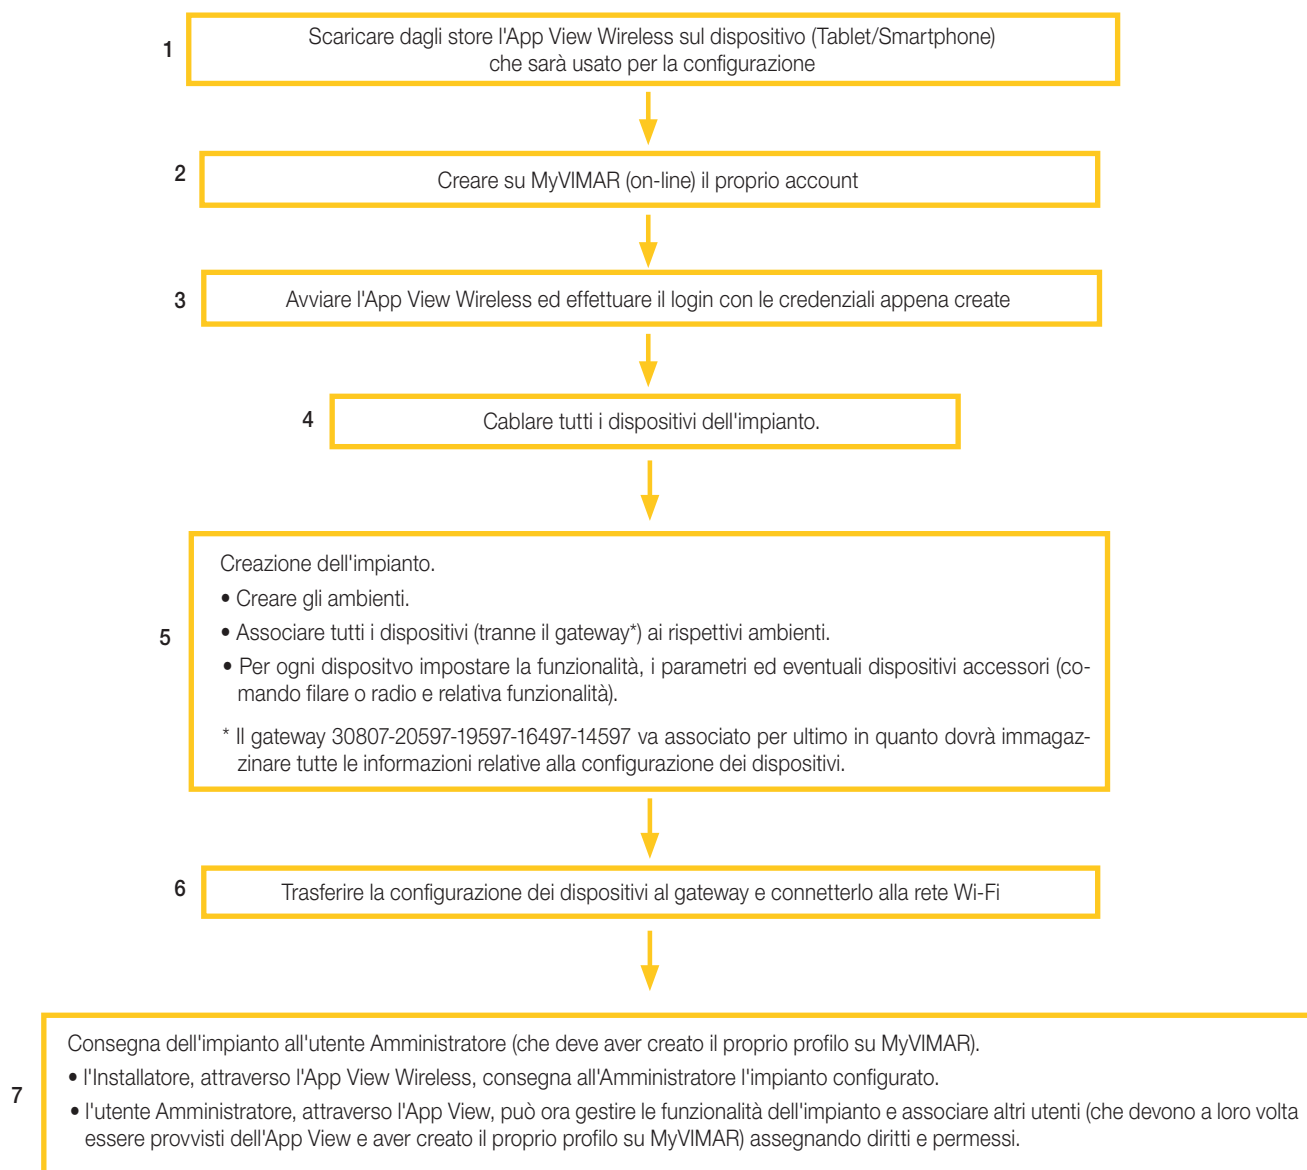 1
Scaricare dagli store l'App View Wireless sul dispositivo (Tablet/Smartphone)
che sarà usato per la configurazione
2
Creare su MyVIMAR (on-line) il proprio account
3
Avviare l'App View Wireless ed effettuare il login con le credenziali appena create
4
Cablare tutti i dispositivi dell'impianto.
5
Creazione dell'impianto.
• Creare gli ambienti.
• Associare tutti i dispositivi (tranne il gateway*) ai rispettivi ambienti.
• Per ogni dispositvo impostare la funzionalità, i parametri ed eventuali dispositivi accessori (co-
mando filare o radio e relativa funzionalità).
* Il gateway 30807-20597-19597-16497-14597 va associato per ultimo in quanto dovrà immagaz-
zinare tutte le informazioni relative alla configurazione dei dispositivi.
6
Trasferire la configurazione dei dispositivi al gateway e connetterlo alla rete Wi-Fi
7
Consegna dell'impianto all'utente Amministratore (che deve aver creato il proprio profilo su MyVIMAR).
• l'Installatore, attraverso l'App View Wireless, consegna all'Amministratore l'impianto configurato.
• l'utente Amministratore, attraverso l'App View, può ora gestire le funzionalità dell'impianto e associare altri utenti (che devono a loro volta
essere provvisti dell'App View e aver creato il proprio profilo su MyVIMAR) assegnando diritti e permessi.